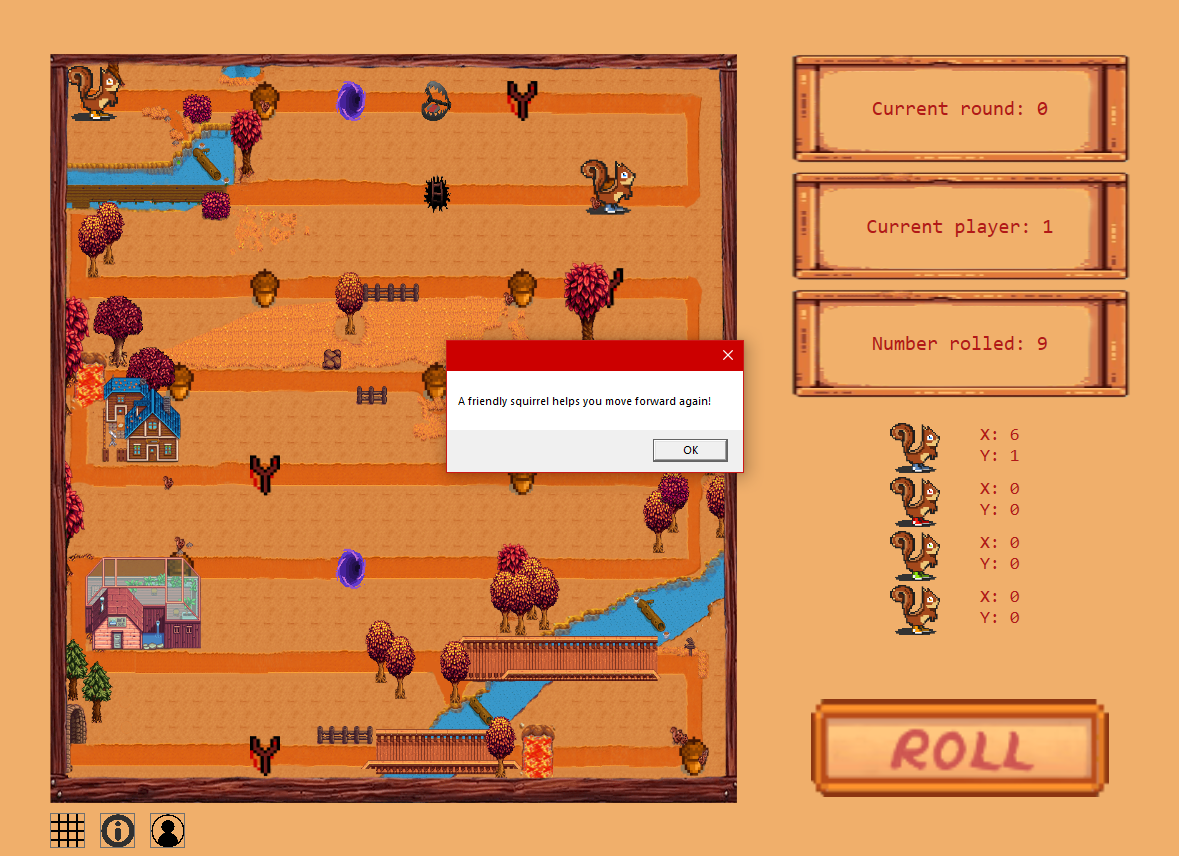 Current round: 0
Current player: 1
Number rolled: 9
A friendly squirrel helps you move forward again!
OK
X: 6
Y: 1
X: 0
Y: 0
X: 0
Y: 0
X: 0
Y: 0
ROLL